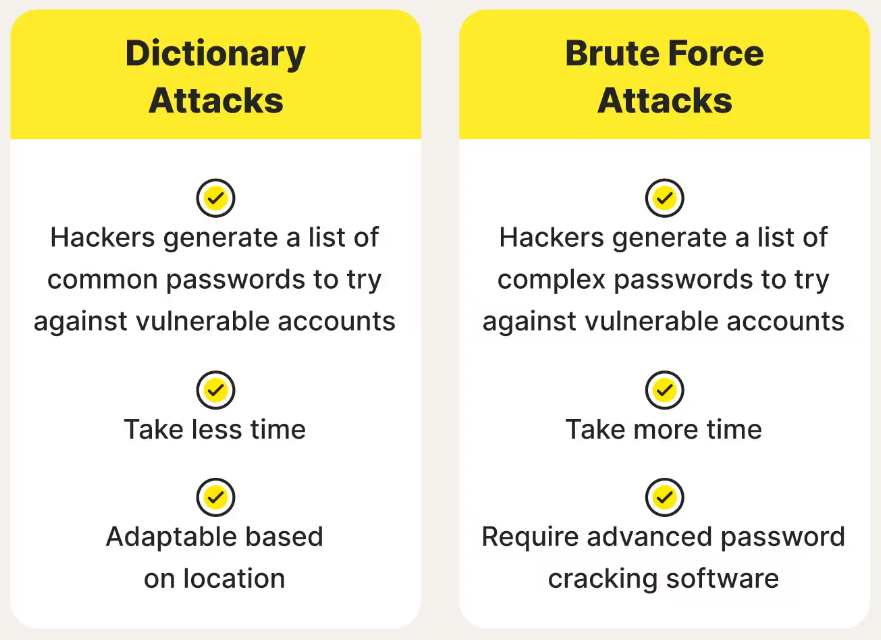 Dictionary
Attacks
Hackers generate a list of
common passwords to try
against vulnerable accounts
Take less time
Adaptable based
on location
Brute Force
Attacks
Hackers generate a list of
complex passwords to try
against vulnerable accounts
Take more time
Require advanced password
cracking software